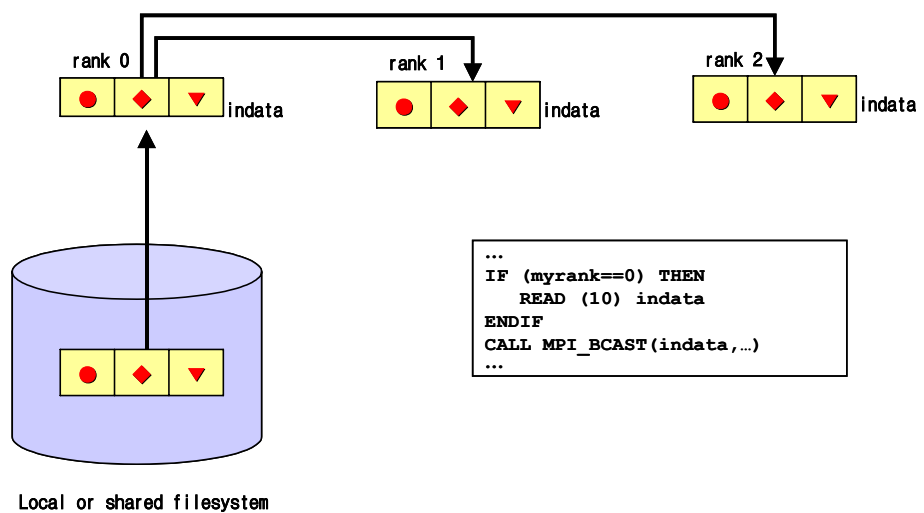 rank 0
rank 1
rank 2
indata
indata
indata
…
IF (myrank==0) THEN
READ (10) indata
ENDIF
CALL MPI_BCAST(indata,…)
…
Local or shared filesystem